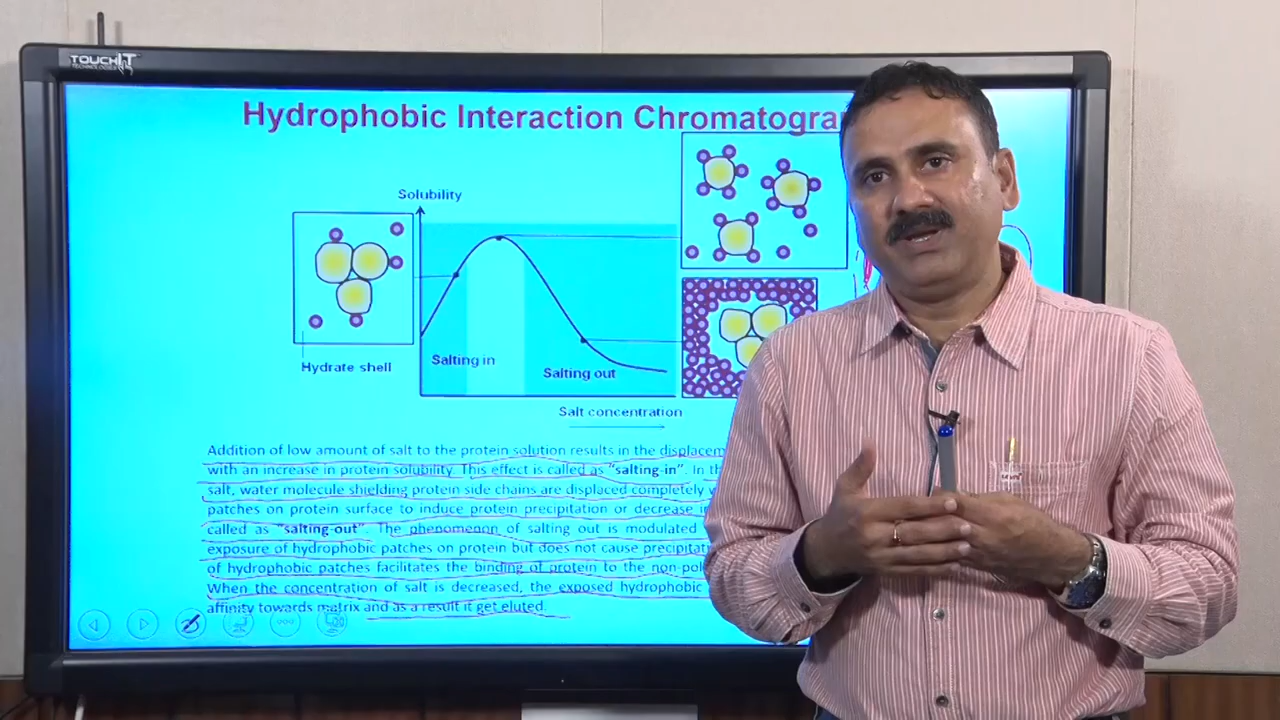 TOUCHIT
TECHNOLOGIES
Hydrophobic Interaction Chromatogra
Solubility
Hydrate shell
Salting in
Salting out
Salt concentration
Addition of low amount of salt to the protein solution results in the displacem
with an increase in protein solubility. This effect is called as "salting-in". In th
salt, water molecule shielding protein side chains are displaced completely w
patches on protein surface to induce protein precipitation or decrease in
called as "salting-out". The phenomenon of salting out is modulated
exposure of hydrophobic patches on protein but does not cause precipitati
of hydrophobic patches facilitates the binding of protein to the non-pol
When the concentration of salt is decreased, the exposed hydrophobic
affinity towards matrix and as a result it get eluted.